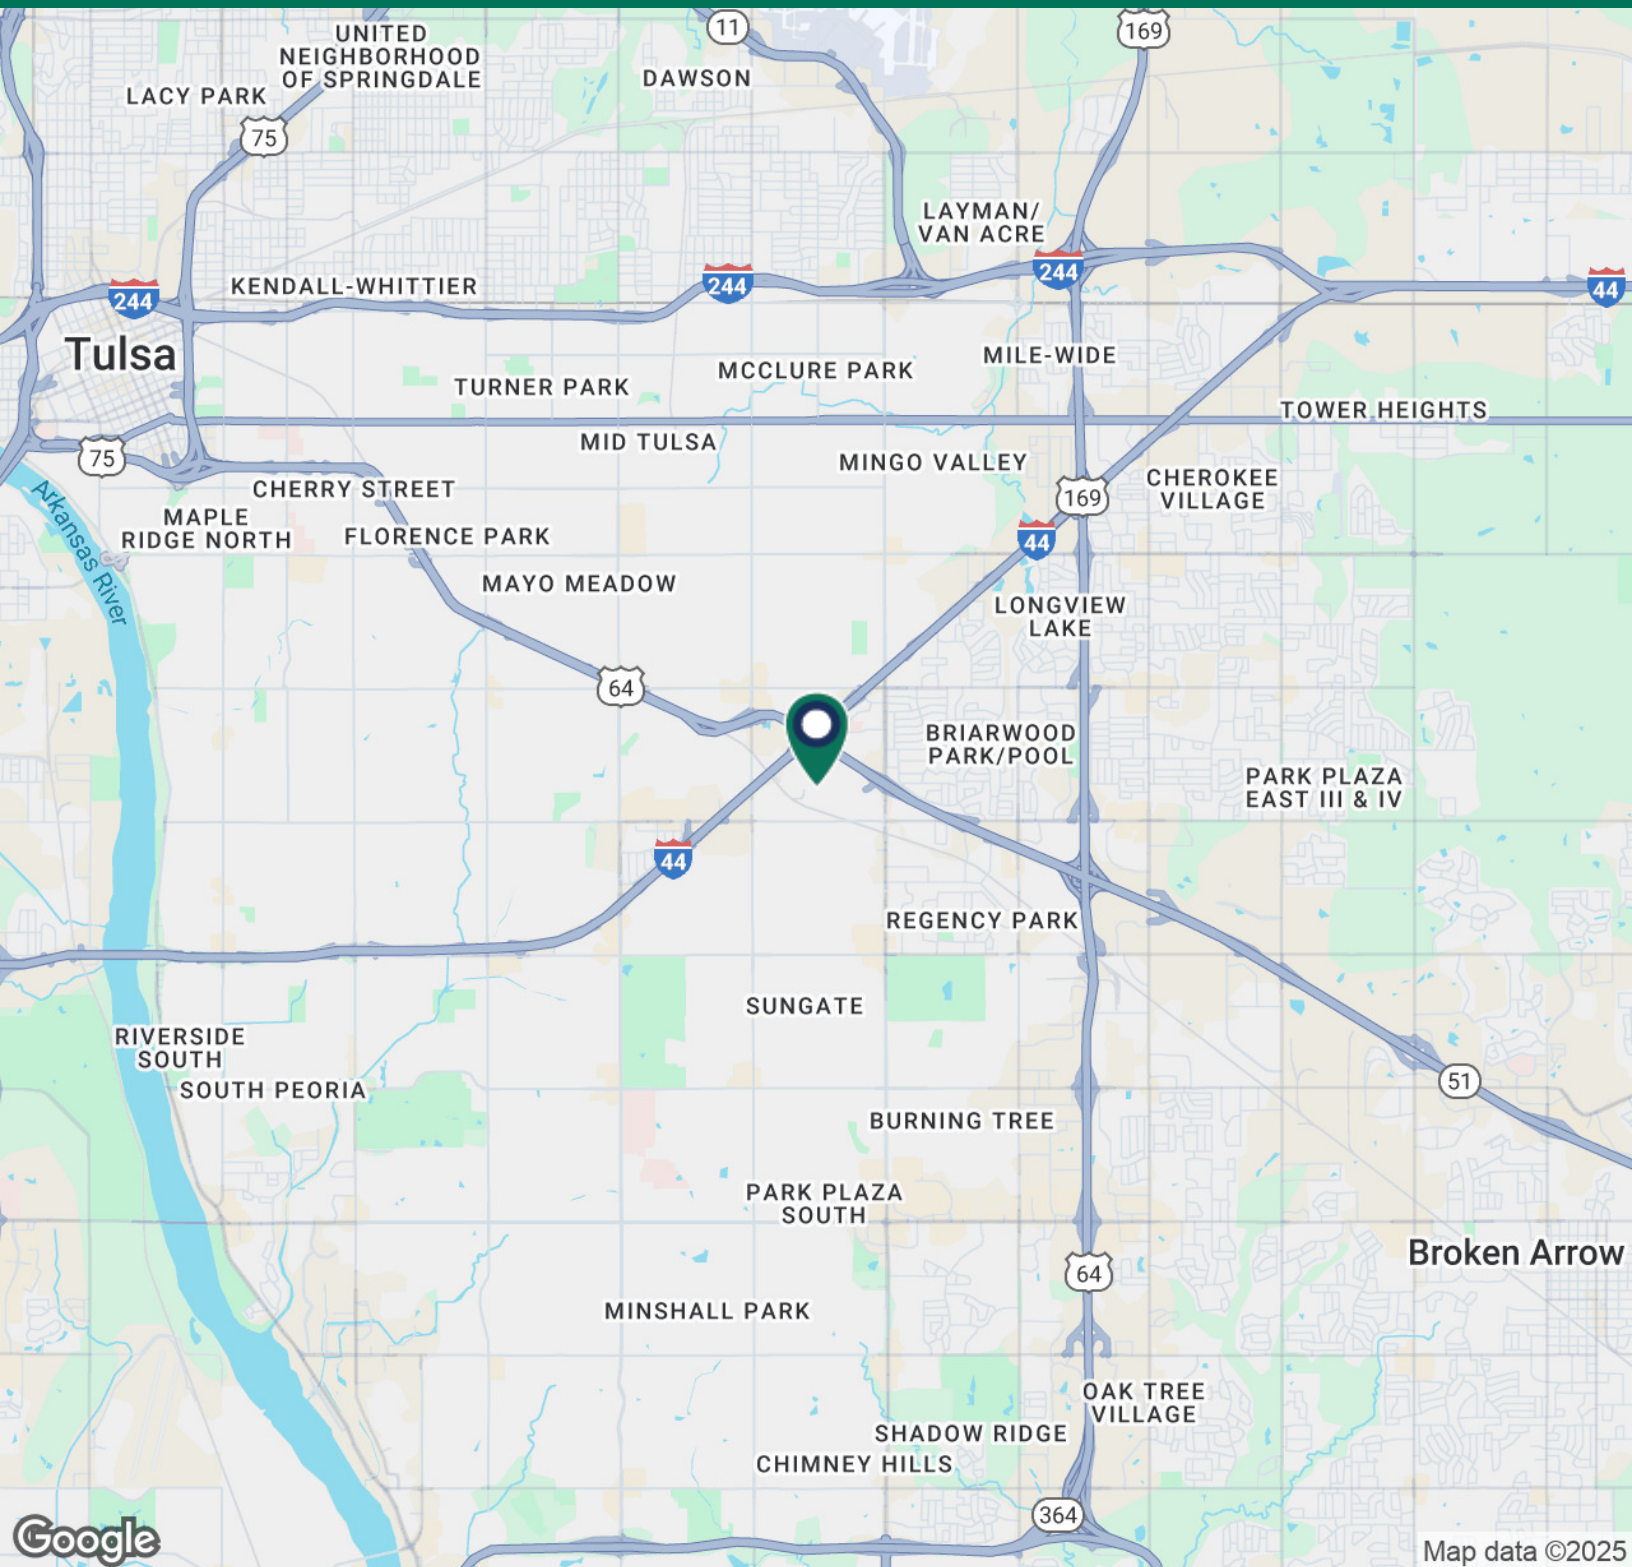 11
169
UNITED
NEIGHBORHOOD
OF SPRINGDALE
DAWSON
LACY PARK
75
LAYMAN/
VAN ACRE
244
KENDALL-WHITTIER
244
244
44
Tulsa
MILE-WIDE
MCCLURE PARK
TURNER PARK
TOWER HEIGHTS
MID TULSA
75
MINGO VALLEY
CHEROKEE
VILLAGE
CHERRY STREET
169
MAPLE
RIDGE NORTH
FLORENCE PARK
44
Arkansas River
MAYO MEADOW
LONGVIEW
LAKE
64
BRIARWOOD
PARK/POOL
PARK PLAZA
EAST III & IV
44
REGENCY PARK
SUNGATE
RIVERSIDE
SOUTH
SOUTH PEORIA
51
BURNING TREE
PARK PLAZA
SOUTH
Broken Arrow
64
MINSHALL PARK
OAK TREE
VILLAGE
SHADOW RIDGE
CHIMNEY HILLS
364
Google
Map data ©2025